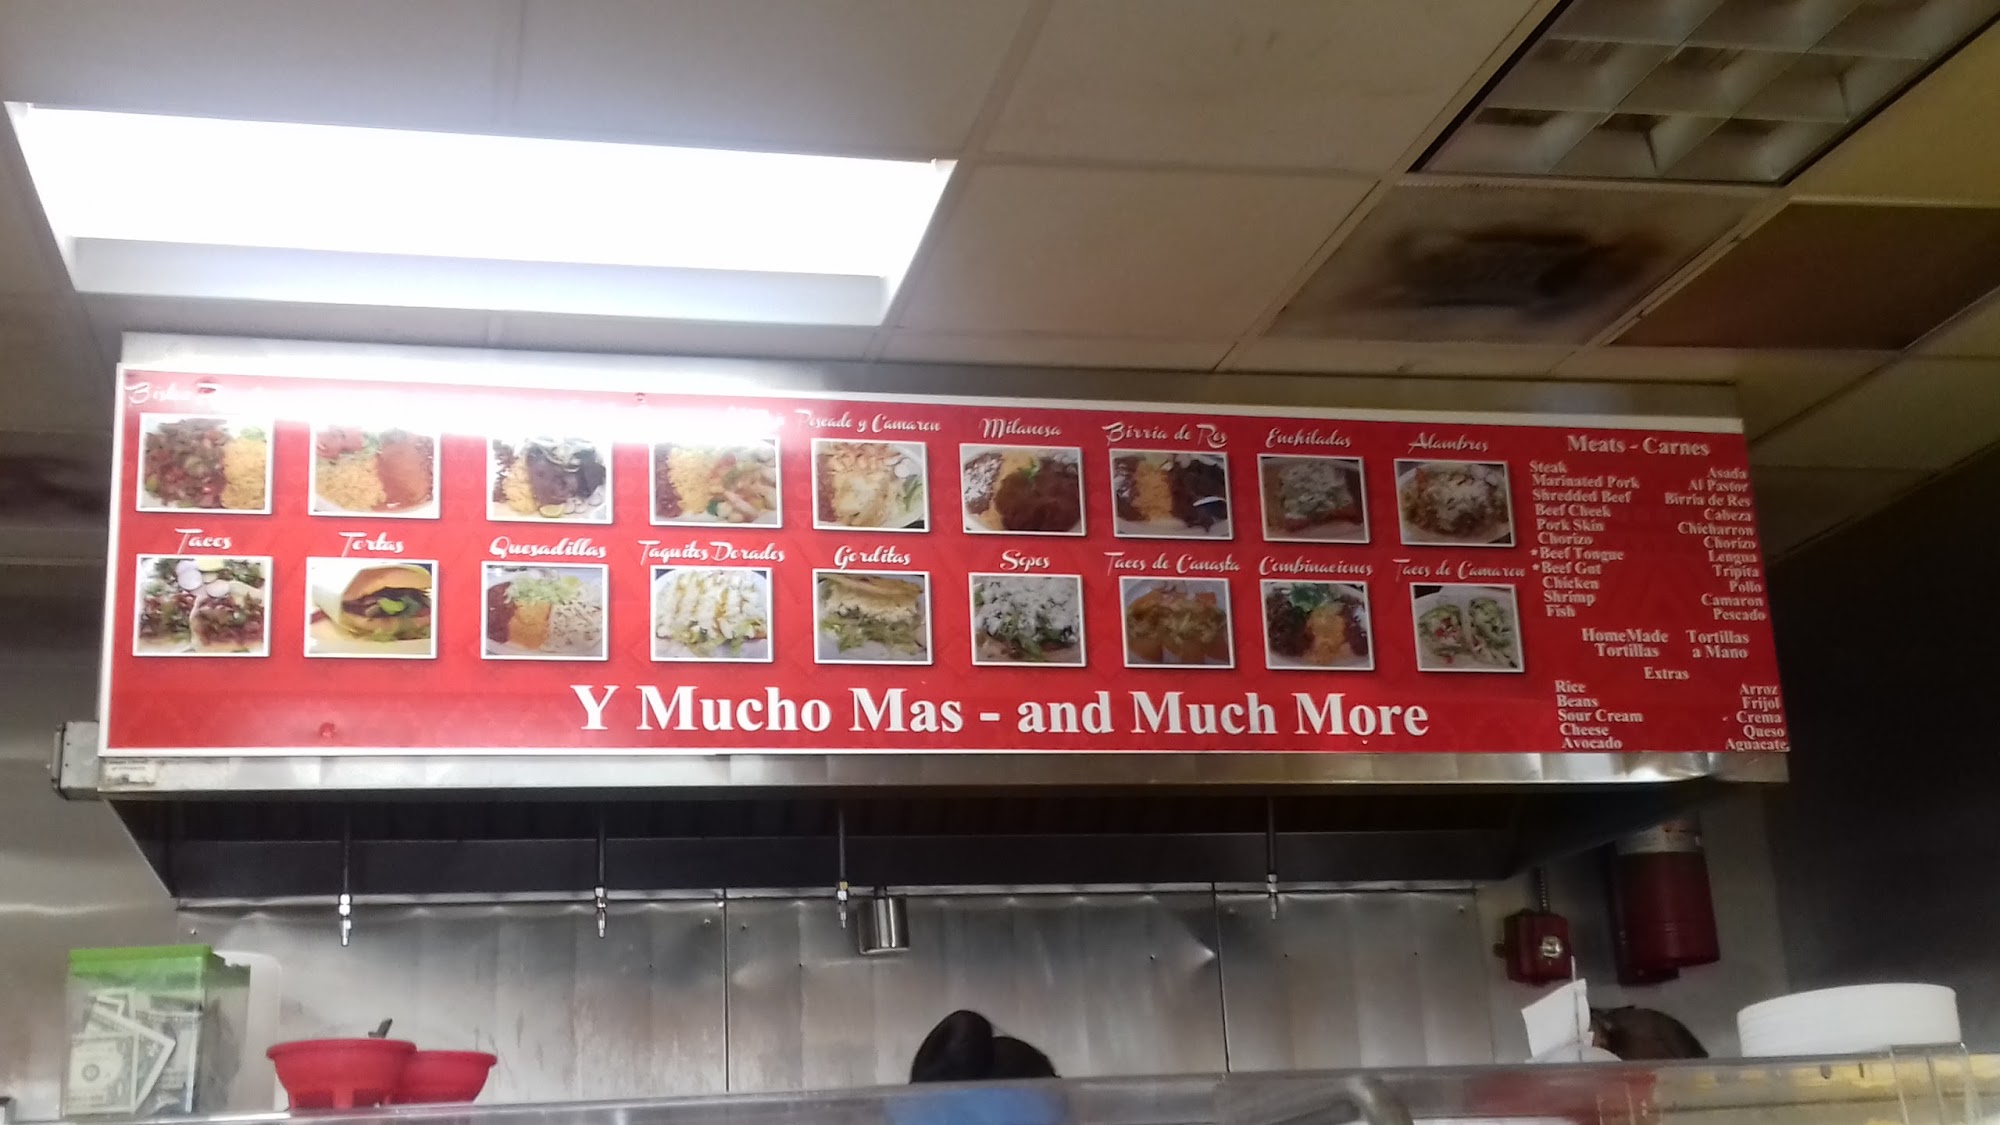 Pescado y Camaron
Milanesa
Birria de Res
Enchiladas
Alambres
Tacos
Tortas
Quesadillas
Taquitos Dorados
Gorditas
Sopes
Tacos de Canasta
Combinaciones
Tacos de Camaron
Y Mucho Mas - and Much More
Meats - Carnes
Steak Asada
Marinated Pork Al Pastor
Shredded Beef Birria de Res
Beef Cheek Cabeza
Pork Skin Chicharron
Chorizo Chorizo
*Beef Tongue Lengua
*Beef Gut Tripita
Chicken Pollo
Shrimp Camaron
Fish Pescado
HomeMade Tortillas
Tortillas a Mano
Extras
Rice Arroz
Beans Frijol
Sour Cream Crema
Cheese Queso
Avocado Aguacate